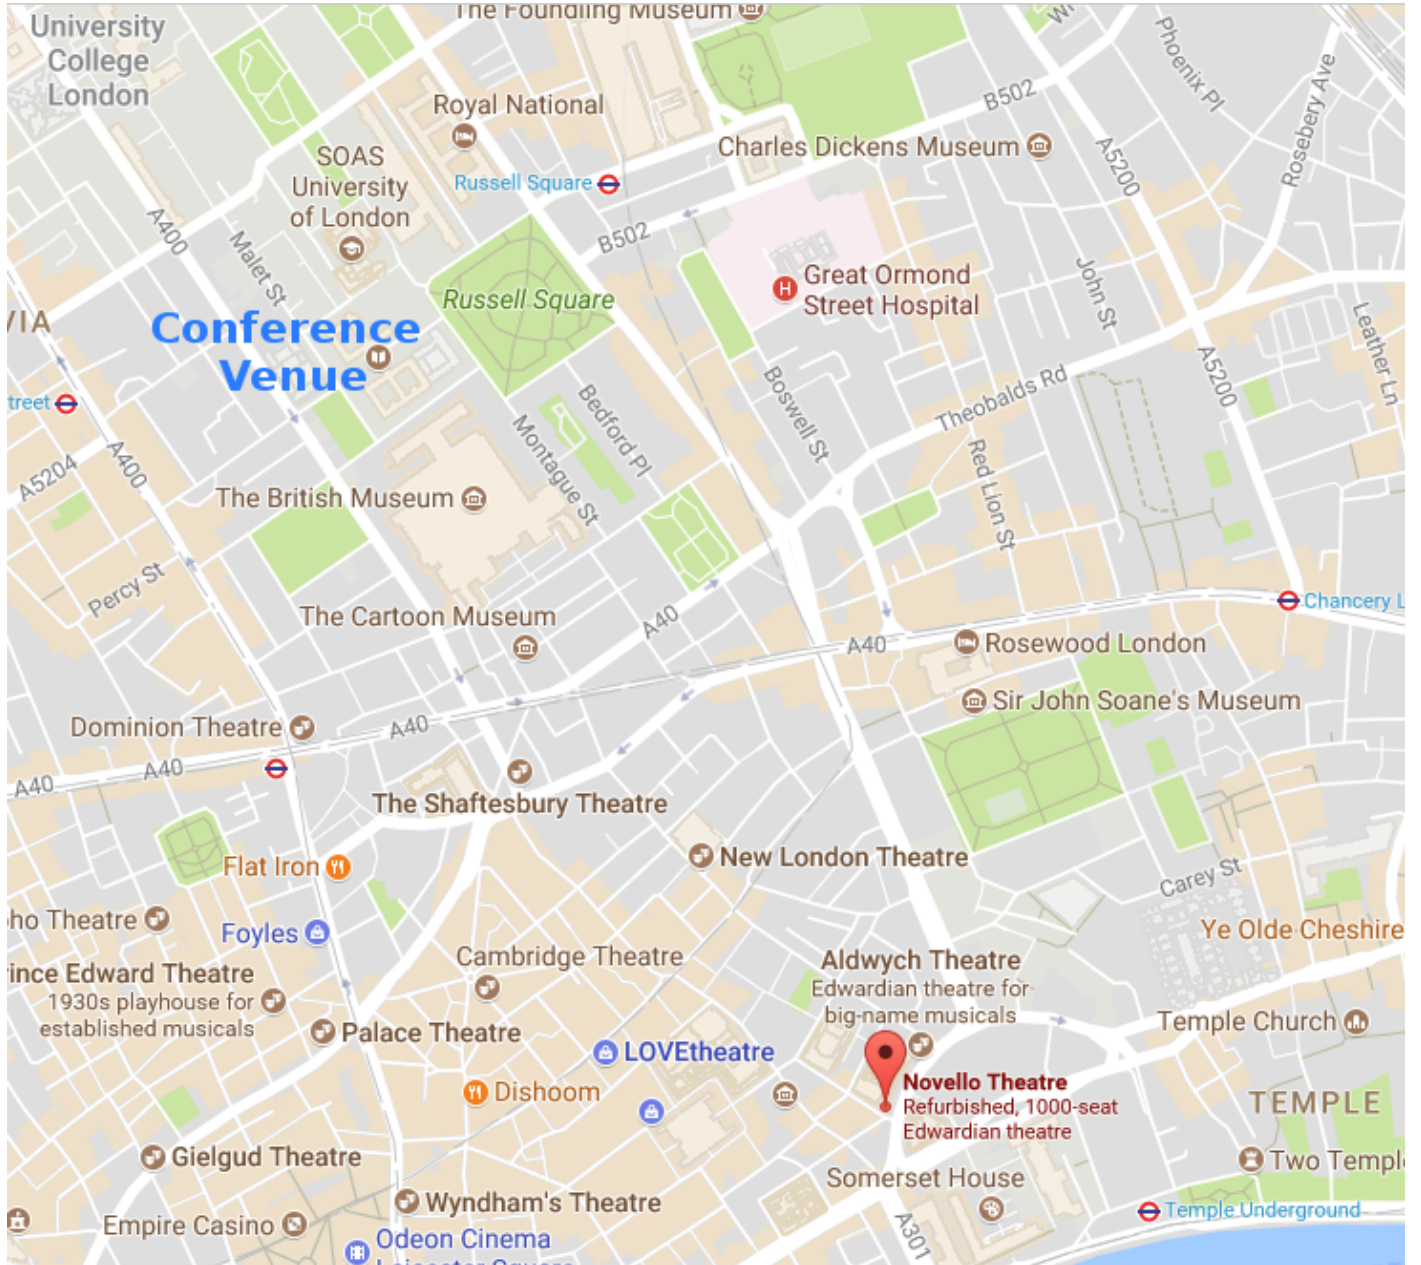 The Foundling Museum
University
College
London
Royal National
B502
Phoenix Pl
Rosebery Ave
Charles Dickens Museum
A5200
SOAS
University
of London
Russell Square
A400
Malet St
B502
Great Ormond
Street Hospital
John St
Russell Square
VIA
Conference
Venue
Leather Ln
A5200
treet
Boswell St
Bedford Pl
Theobalds Rd
Montague St
Red Lion St
A400
A5204
The British Museum
Percy St
The Cartoon Museum
A40
A40
Chancery L
Rosewood London
Sir John Soane's Museum
Dominion Theatre
A40
A40
A40
The Shaftesbury Theatre
New London Theatre
Flat Iron
Carey St
oho Theatre
Foyles
Ye Olde Cheshire
Cambridge Theatre
Aldwych Theatre
Edwardian theatre for
big-name musicals
rince Edward Theatre
1930s playhouse for
established musicals
Palace Theatre
Temple Church
LOVEtheatre
Novello Theatre
Refurbished, 1000-seat
Edwardian theatre
Dishoom
TEMPLE
Gielgud Theatre
Two Templ
Somerset House
Wyndham's Theatre
Temple Underground
Empire Casino
A301
Odeon Cinema
Leicester Square